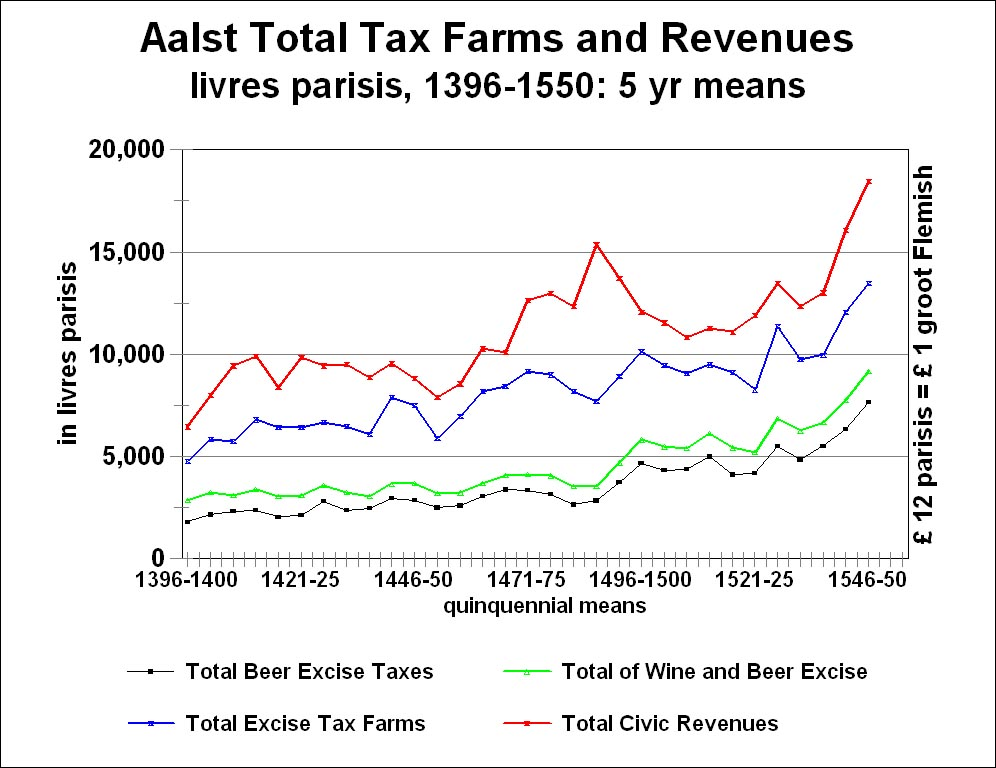 Aalst Total Tax Farms and Revenues
livres parisis, 1396-1550: 5 yr means
20,000
15,000
10,000
5,000
0
in livres parisis
£ 12 parisis = £ 1 groot Flemish
1396-1400 1421-25 1446-50 1471-75 1496-1500 1521-25 1546-50
quinquennial means
Total Beer Excise Taxes
Total of Wine and Beer Excise
Total Excise Tax Farms
Total Civic Revenues